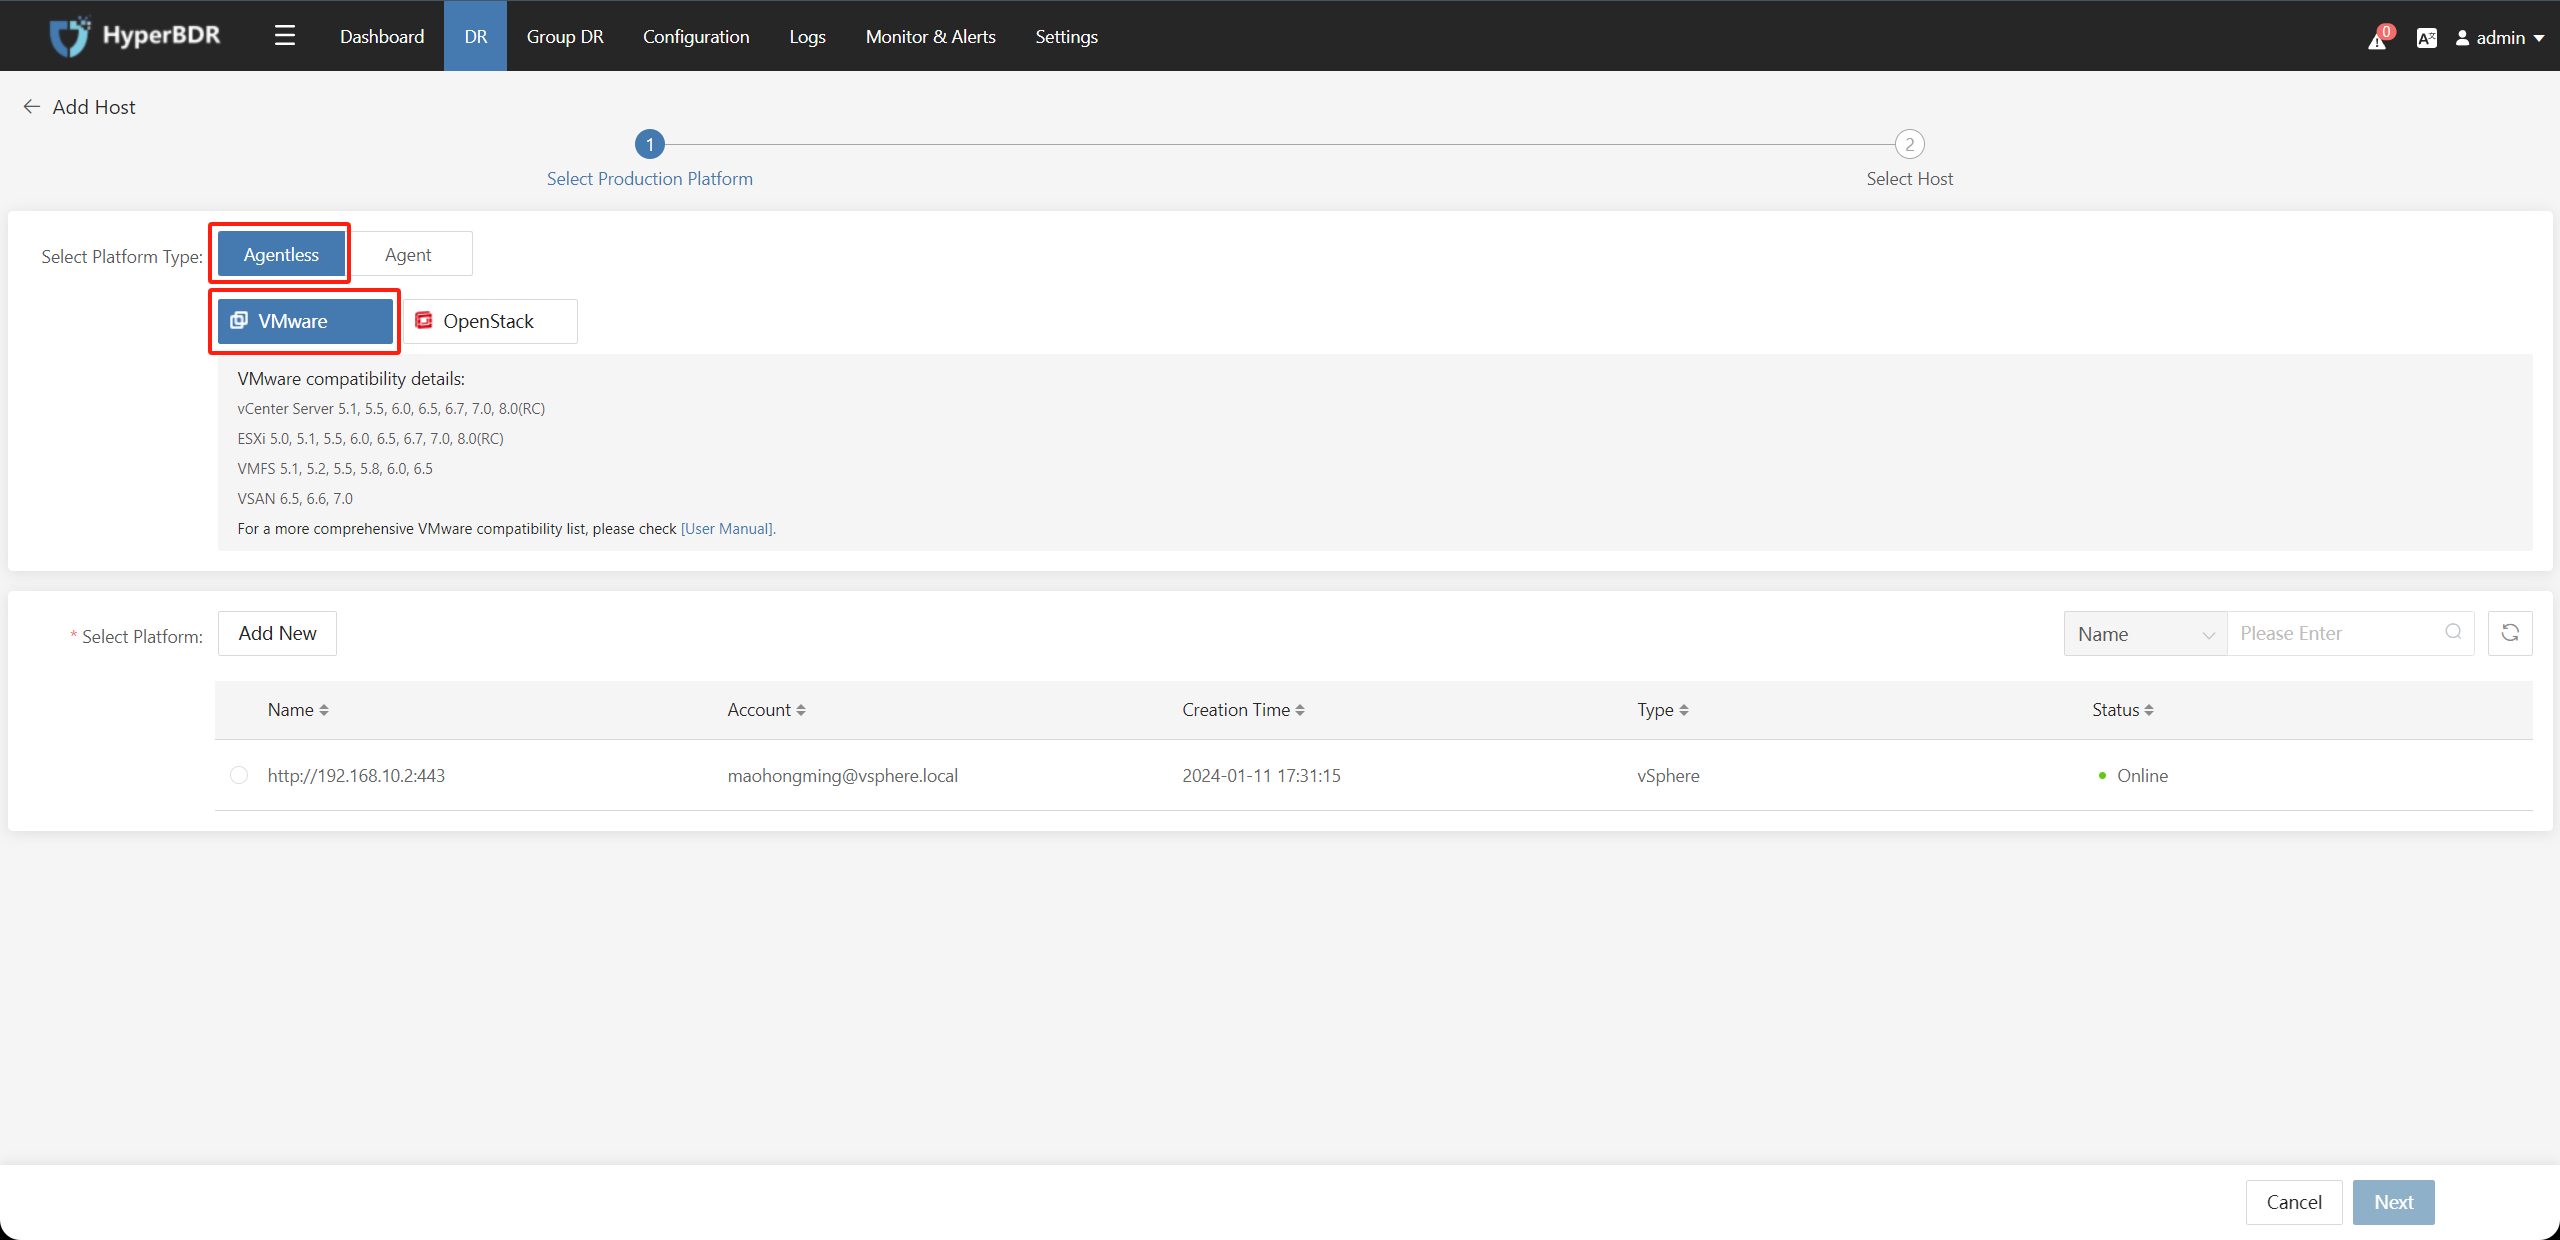 HyperBDR Dashboard DR Group DR Configuration Logs Monitor & Alerts Settings 0 A文 admin
Add Host
1 2
Select Production Platform Select Host
Select Platform Type: Agentless Agent
VMware OpenStack
VMware compatibility details:
vCenter Server 5.1, 5.5, 6.0, 6.5, 6.7, 7.0, 8.0(RC)
ESXi 5.0, 5.1, 5.5, 6.0, 6.5, 6.7, 7.0, 8.0(RC)
VMFS 5.1, 5.2, 5.5, 5.8, 6.0, 6.5
VSAN 6.5, 6.6, 7.0
For a more comprehensive VMware compatibility list, please check [User Manual].
* Select Platform: Add New Name Please Enter
Name Account Creation Time Type Status
http://192.168.10.2:443 maohongming@vsphere.local 2024-01-11 17:31:15 vSphere Online
Cancel Next